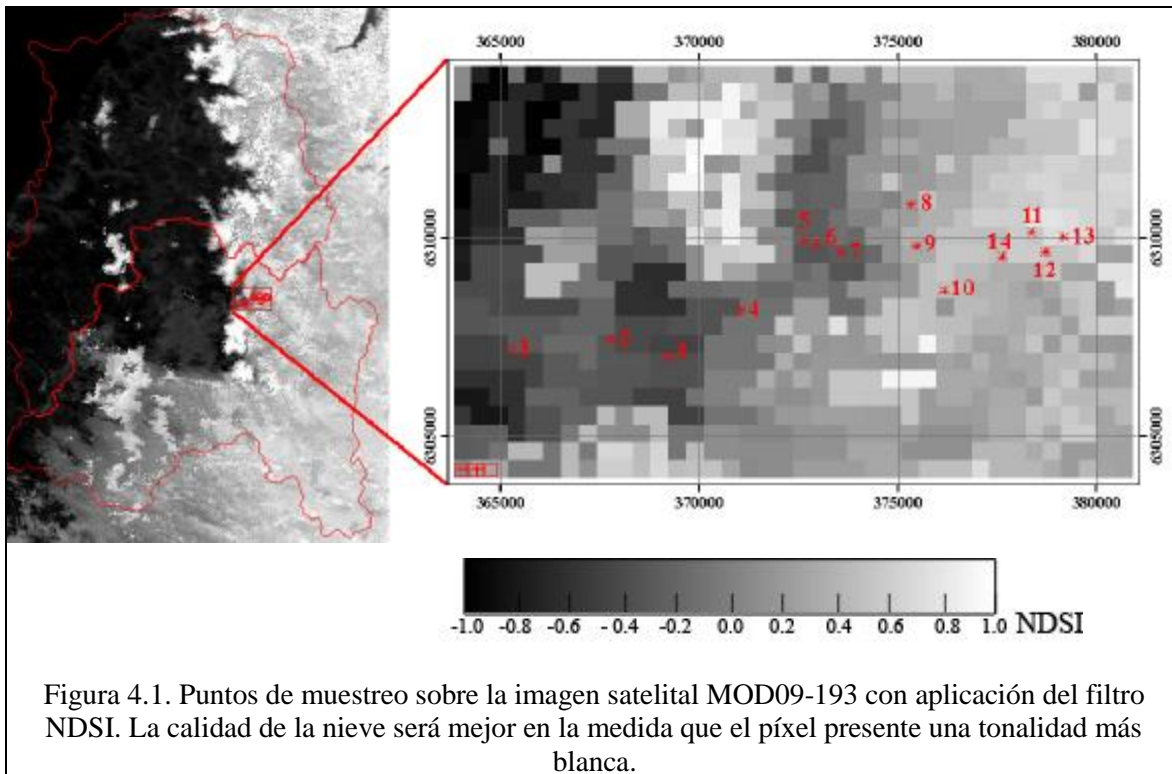 365000 370000 375000 380000
6310000 6310000
6305000 6305000
1
2
3
4
5
6
7
8
9
10
11
12
13
14
365000 370000 375000 380000
-1.0 -0.8 -0.6 -0.4 -0.2 0.0 0.2 0.4 0.6 0.8 1.0 NDSI
Figura 4.1. Puntos de muestreo sobre la imagen satelital MOD09-193 con aplicación del filtro
NDSI. La calidad de la nieve será mejor en la medida que el píxel presente una tonalidad más
blanca.